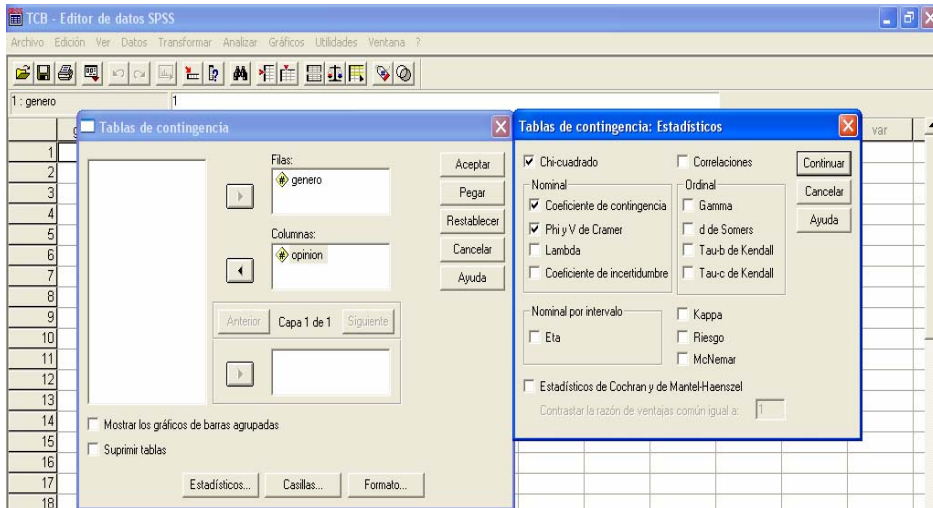 TCB - Editor de datos SPSS
Archivo Edición Ver Datos Transformar Analizar Gráficos Utilidades Ventana ?
1 : genero 1
var
1
2
3
4
5
6
7
8
9
10
11
12
13
14
15
16
17
18
Tablas de contingencia
Filas:
genero
Columnas:
opinion
Anterior Capa 1 de 1 Siguiente
Mostrar los gráficos de barras agrupadas
Suprimir tablas
Estadísticos... Casillas... Formato...
Aceptar
Pegar
Restablecer
Cancelar
Ayuda
Tablas de contingencia: Estadísticos
Chi-cuadrado
Correlaciones
Nominal
Coeficiente de contingencia
Phi y V de Cramer
Lambda
Coeficiente de incertidumbre
Ordinal
Gamma
d de Somers
Tau-b de Kendall
Tau-c de Kendall
Nominal por intervalo
Eta
Kappa
Riesgo
McNemar
Estadísticos de Cochran y de Mantel-Haenszel
Contrastar la razón de ventajas común igual a: 1
Continuar
Cancelar
Ayuda